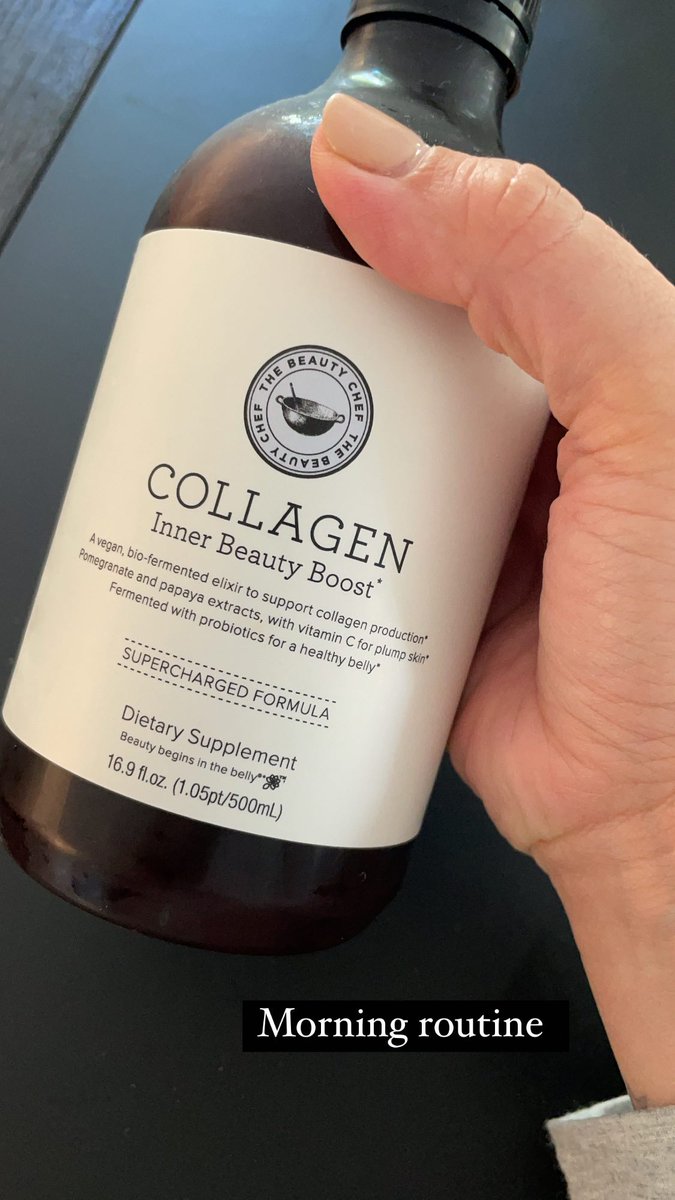 THE BEAUTY CHEF THE BEAUTY CHEF
COLLAGEN
Inner Beauty Boost*
A vegan, bio-fermented elixir to support collagen production*
Pomegranate and papaya extracts, with vitamin C for plump skin*
Fermented with probiotics for a healthy belly*
SUPERCHARGED FORMULA
Dietary Supplement
Beauty begins in the belly®*™
16.9 fl.oz. (1.05pt/500mL)
Morning routine